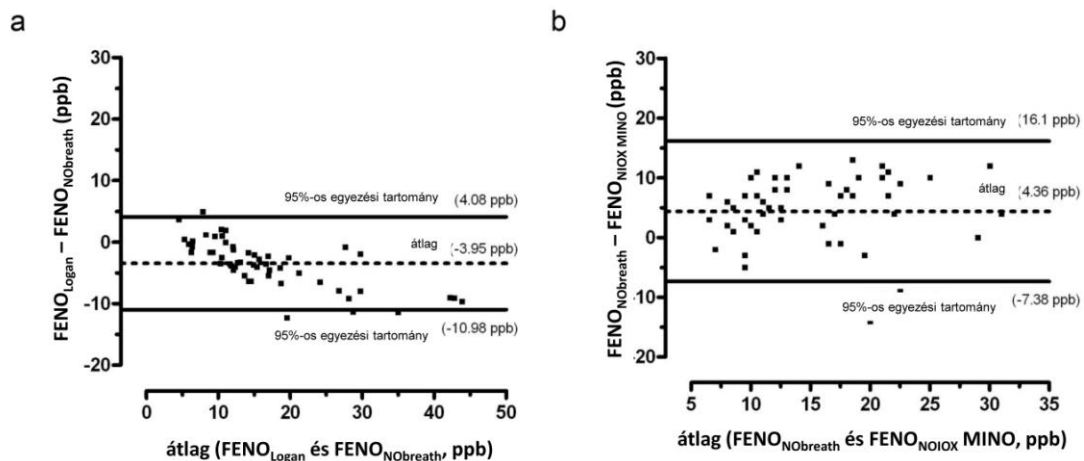 a
FENO_Logan – FENO_NObreath (ppb)
30
20
10
0
-10
-20
95%-os egyezési tartomány (4.08 ppb)
átlag (-3.95 ppb)
95%-os egyezési tartomány (-10.98 ppb)
0 10 20 30 40 50
átlag (FENO_Logan és FENO_NObreath, ppb)
b
FENO_NObreath – FENO_NIOX MINO (ppb)
30
20
10
0
-10
-20
95%-os egyezési tartomány (16.1 ppb)
átlag (4.36 ppb)
95%-os egyezési tartomány (-7.38 ppb)
5 10 15 20 25 30 35
átlag (FENO_NObreath és FENO_NOIOX MINO, ppb)